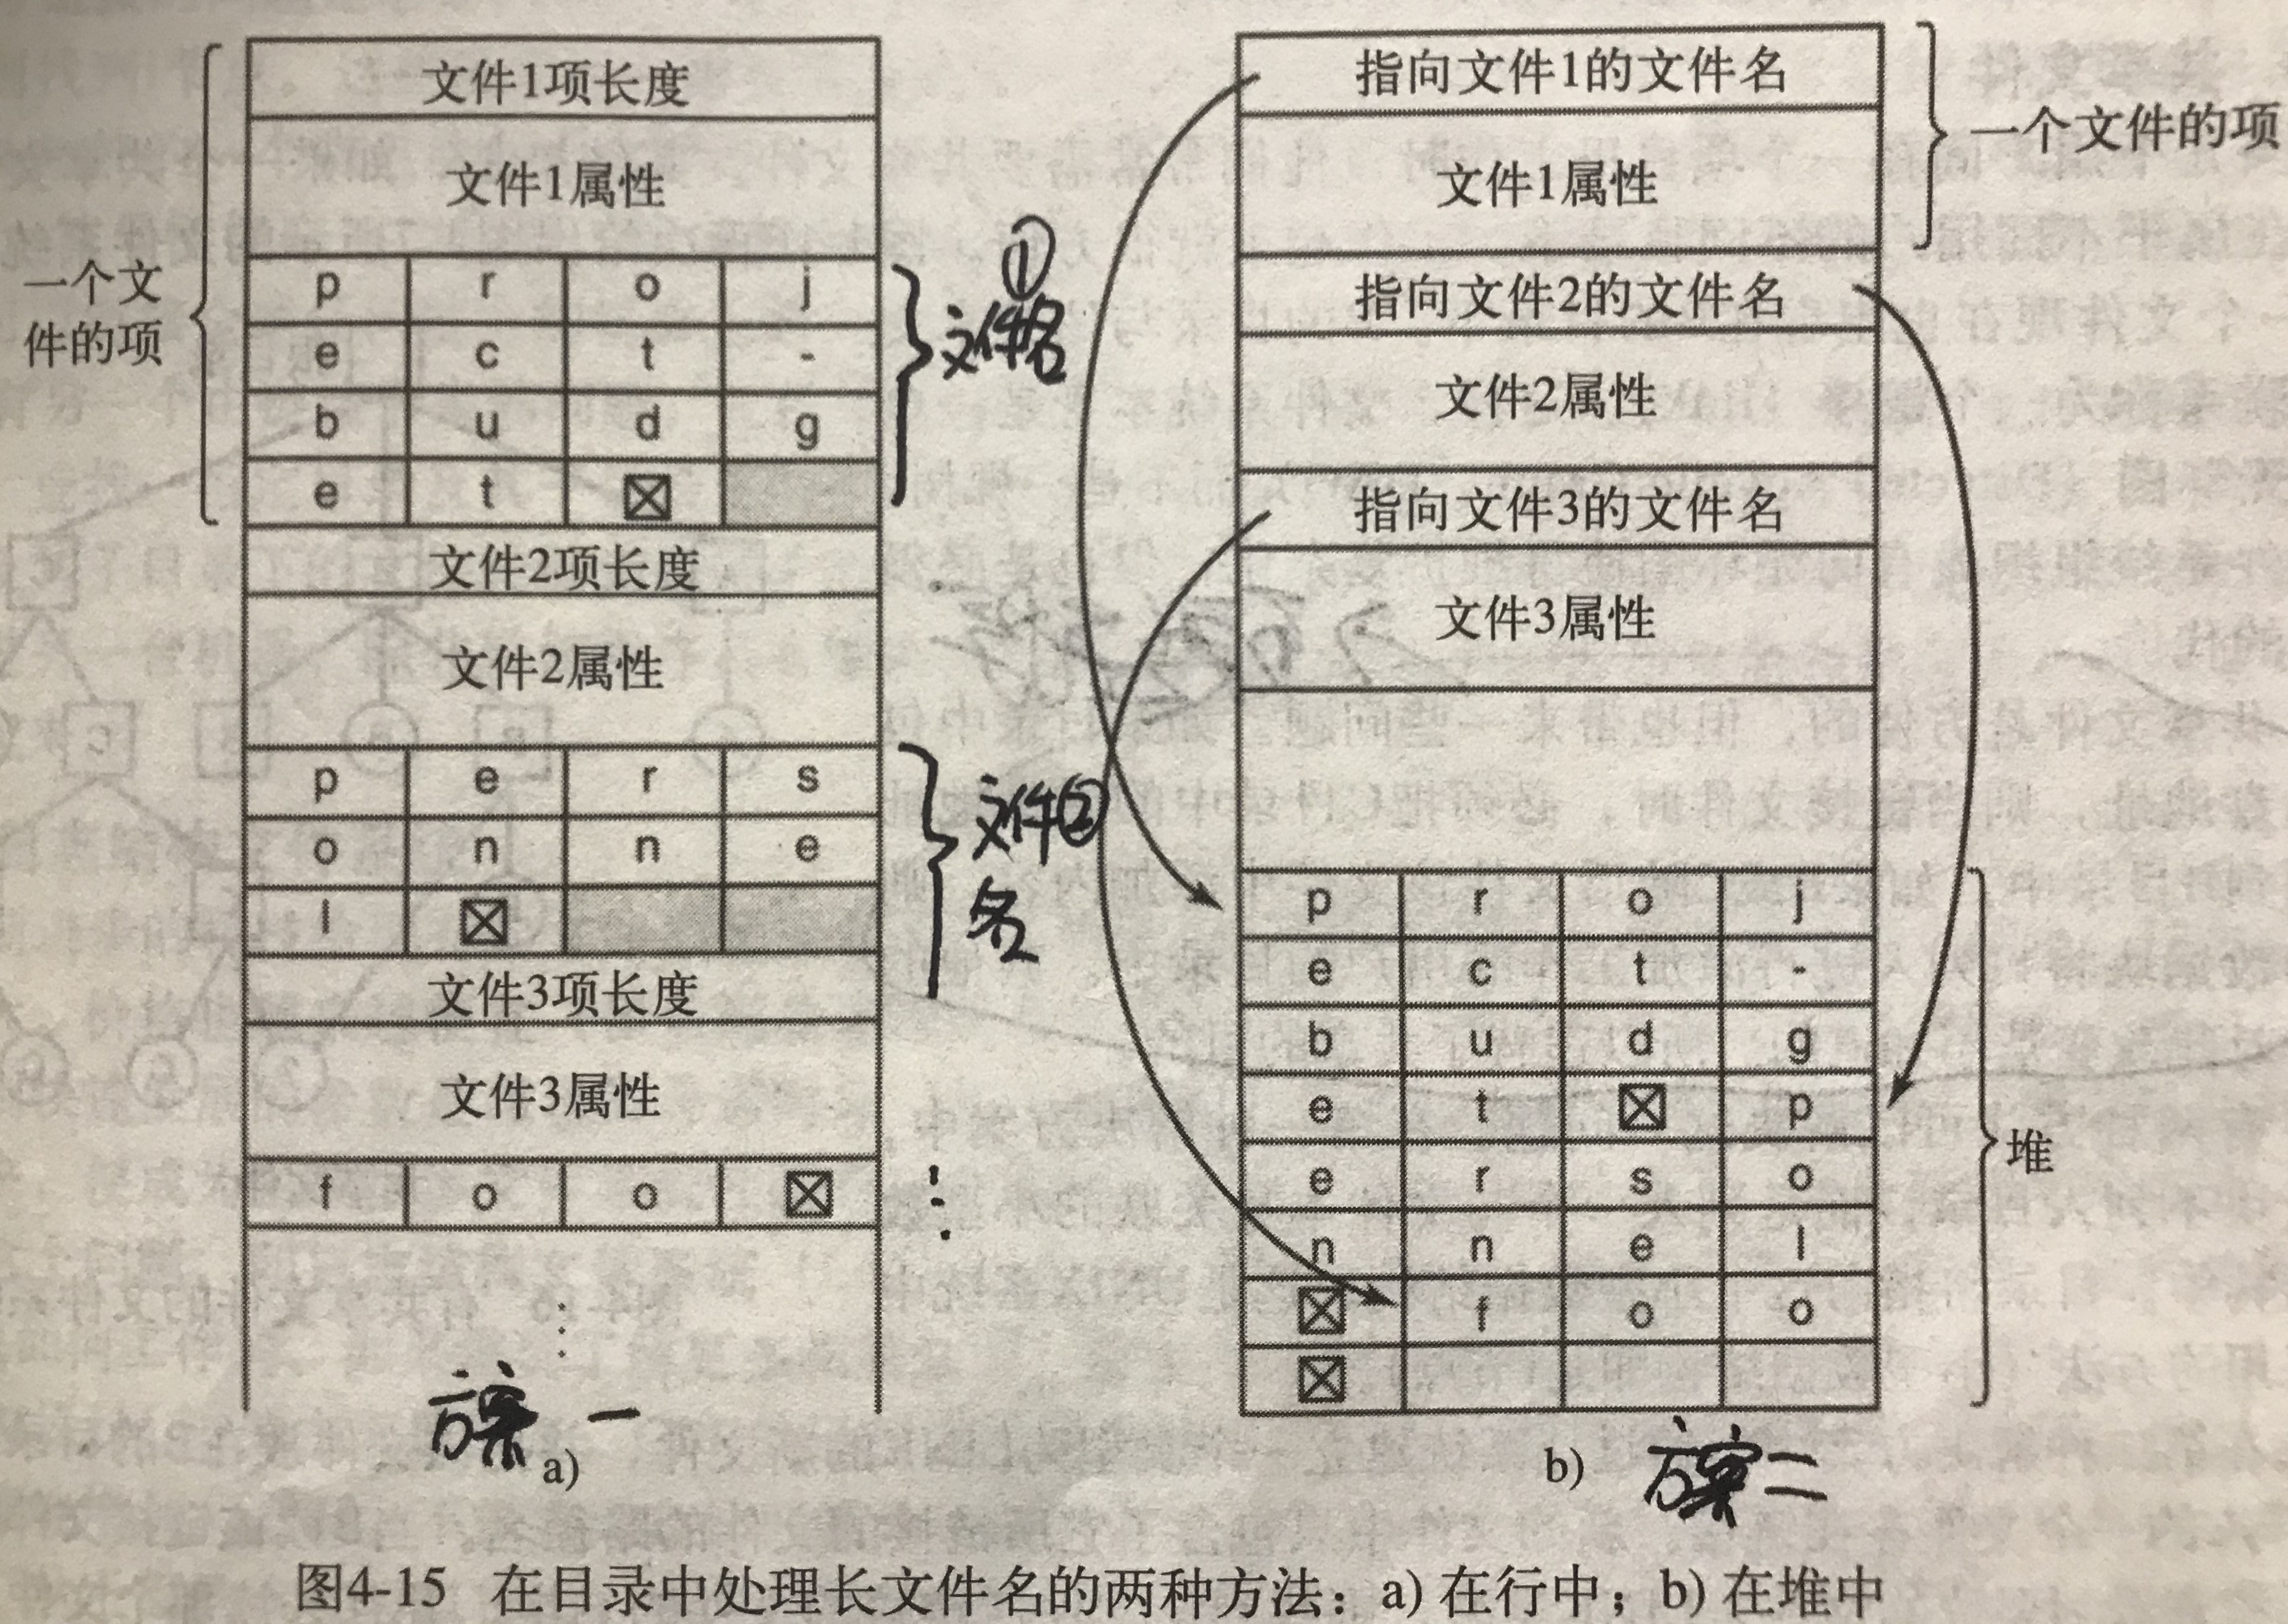 文件1项长度
文件1属性
一个文
件的项
p r o j
e c t -
b u d g
e t ☒
①
文件名
文件2项长度
文件2属性
p e r s
o n n e
l ☒
文件②
名
文件3项长度
文件3属性
f o o ☒
⋮
⋮
方案一
a)
指向文件1的文件名
文件1属性
一个文件的项
指向文件2的文件名
文件2属性
指向文件3的文件名
文件3属性
p r o j
e c t -
b u d g
e t ☒ p
e r s o
n n e l
☒ f o o
☒
堆
b) 方案二
图4-15 在目录中处理长文件名的两种方法：a) 在行中；b) 在堆中